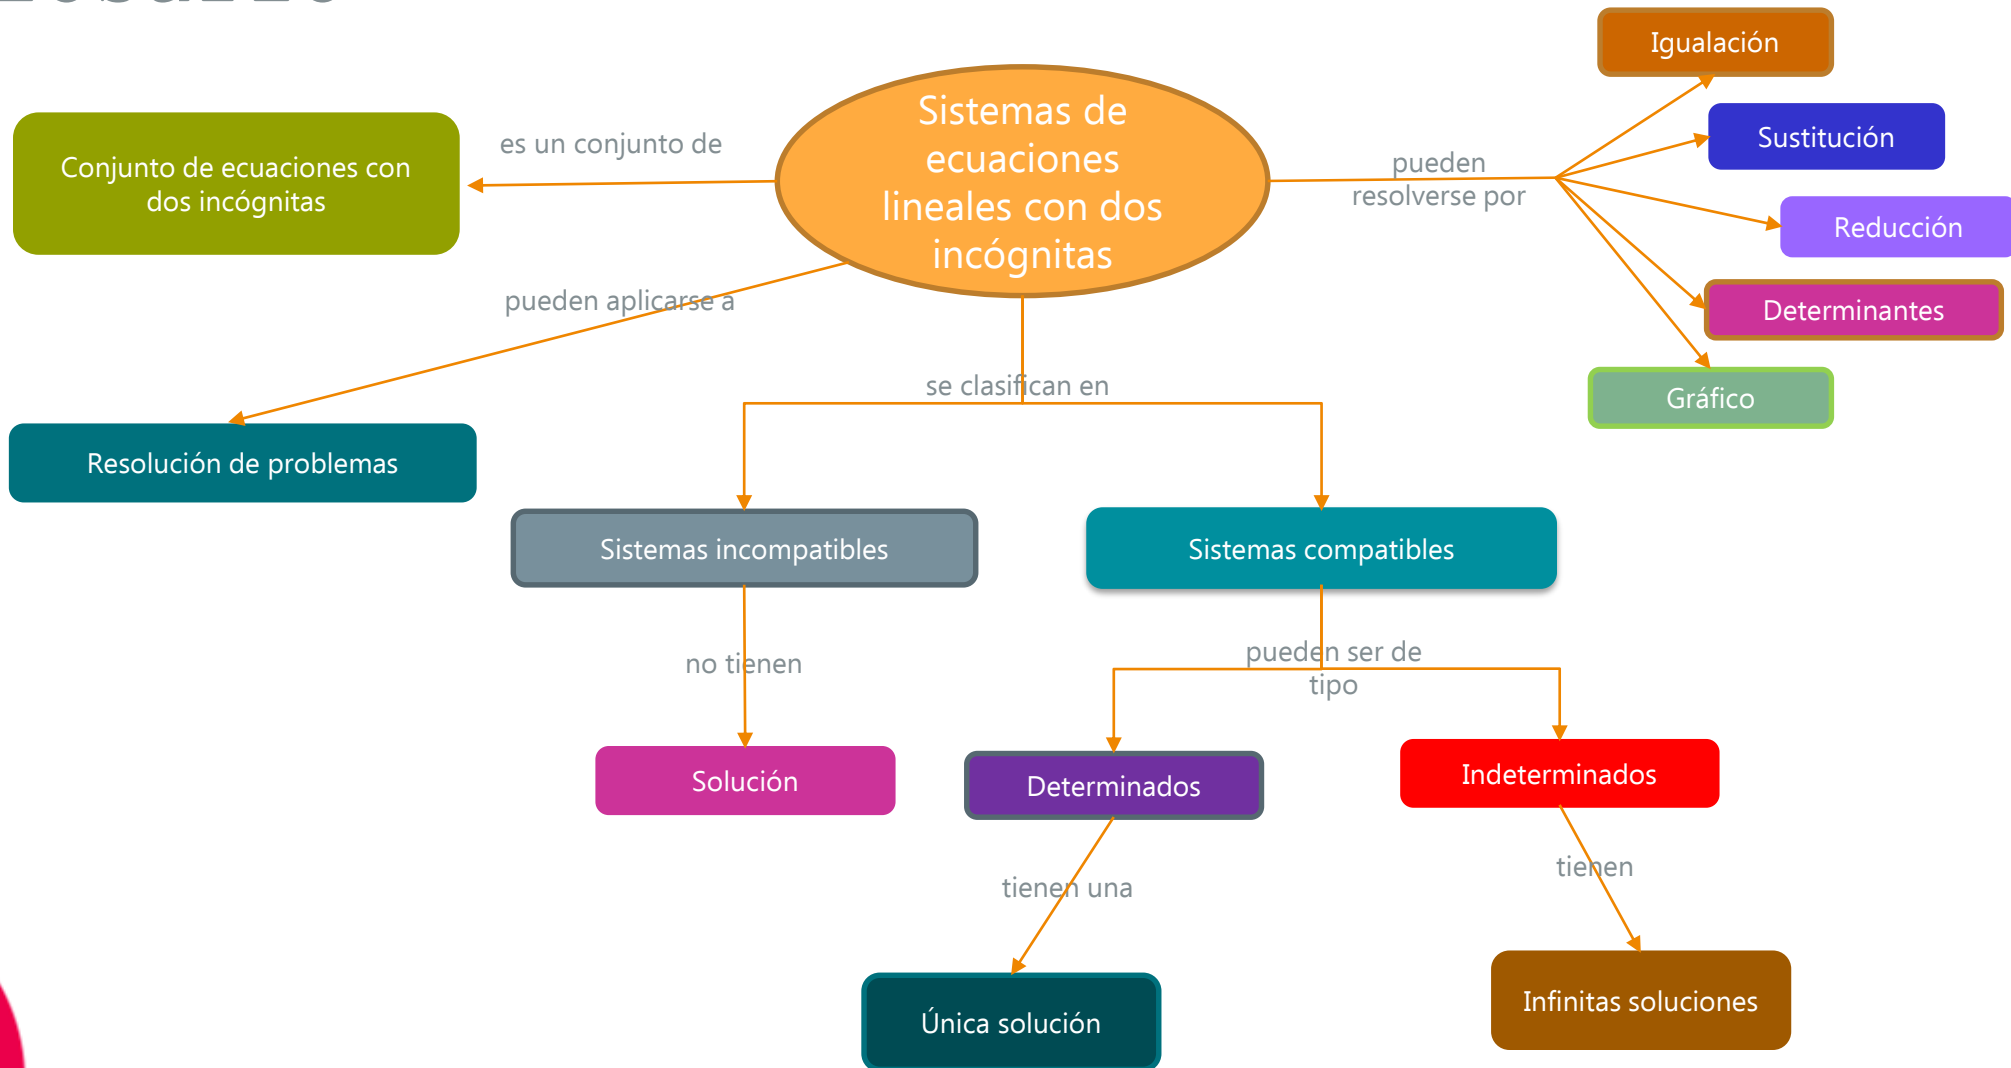 Igualación
Sistemas de
ecuaciones
lineales con dos
incógnitas
es un conjunto de
Conjunto de ecuaciones con
dos incógnitas
pueden
resolverse por
Sustitución
Reducción
Determinantes
Gráfico
pueden aplicarse a
Resolución de problemas
se clasifican en
Sistemas incompatibles
Sistemas compatibles
no tienen
pueden ser de
tipo
Solución
Determinados
Indeterminados
tienen una
tienen
Única solución
Infinitas soluciones